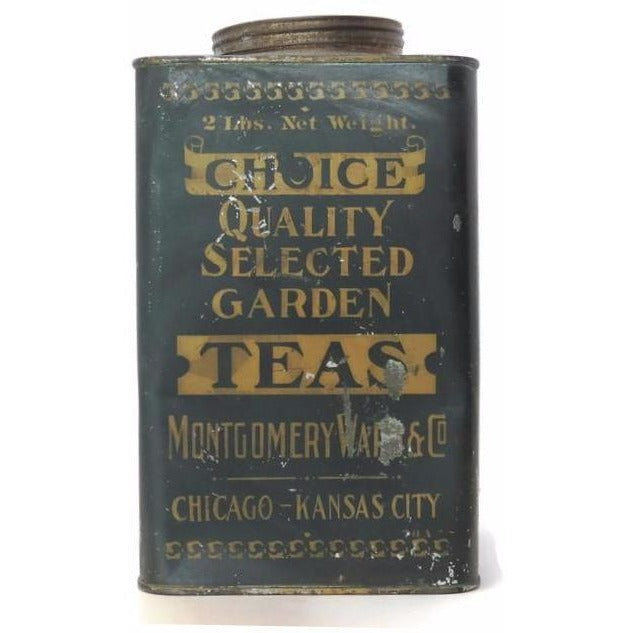 2 Lbs. Net Weight.
CHOICE
QUALITY
SELECTED
GARDEN
TEAS
MONTGOMERY WARD & CO
CHICAGO – KANSAS CITY